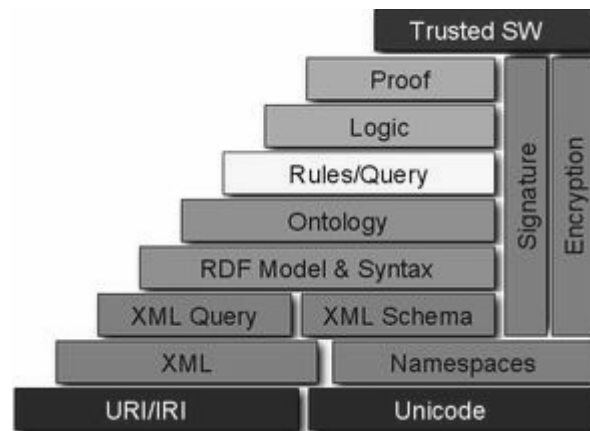 Trusted SW
Proof
Logic
Rules/Query
Ontology
RDF Model & Syntax
XML Query
XML Schema
Signature
Encryption
XML
Namespaces
URI/IRI
Unicode